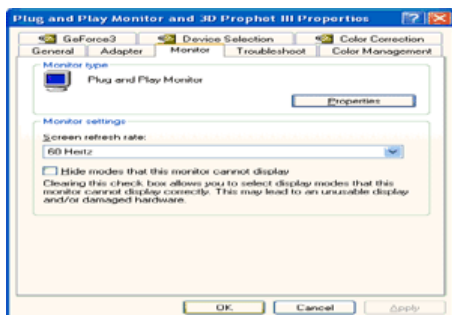 Plug and Play Monitor and 3D Prophet III Properties
GeForce3 Device Selection Color Correction
General Adapter Monitor Troubleshoot Color Management
Monitor type
Plug and Play Monitor
Properties
Monitor settings
Screen refresh rate:
60 Hertz
Hide modes that this monitor cannot display
Clearing this check box allows you to select display modes that this
monitor cannot display correctly. This may lead to an unusable display
and/or damaged hardware.
OK Cancel Apply